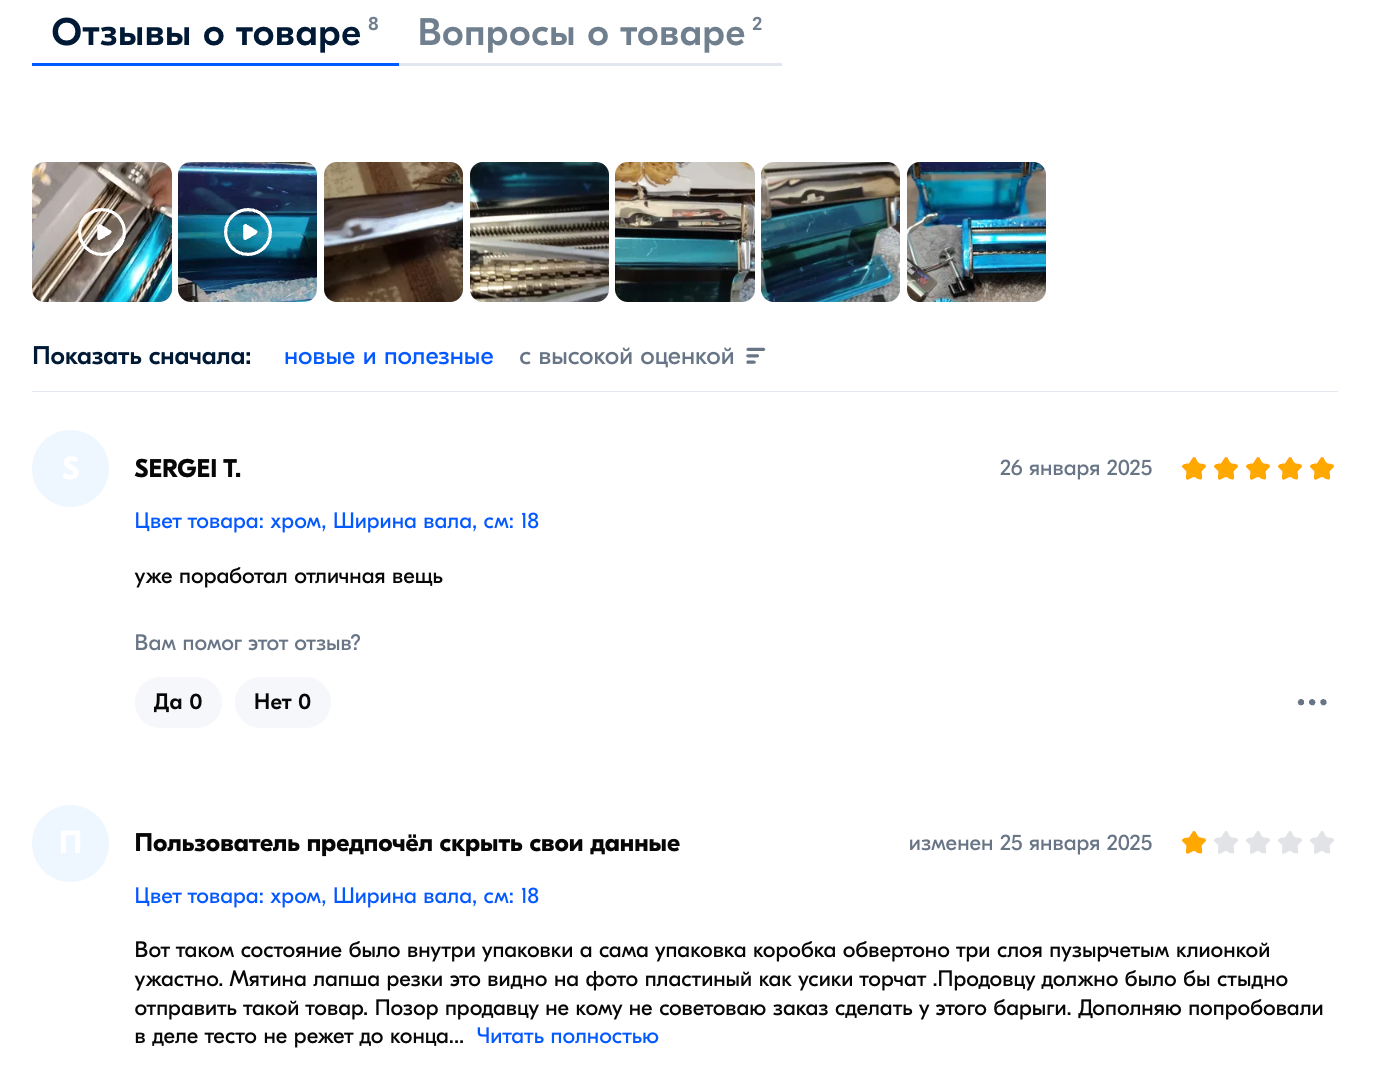 Отзывы о товаре 8 Вопросы о товаре 2
Показать сначала: новые и полезные с высокой оценкой
S
SERGEI T. 26 января 2025
Цвет товара: хром, Ширина вала, см: 18
уже поработал отличная вещь
Вам помог этот отзыв?
Да 0 Нет 0
П
Пользователь предпочёл скрыть свои данные изменен 25 января 2025
Цвет товара: хром, Ширина вала, см: 18
Вот таком состояние было внутри упаковки а сама упаковка коробка обвертоно три слоя пузырчетым клионкой
ужастно. Мятина лапша резки это видно на фото пластиный как усики торчат .Продовцу должно было бы стыдно
отправить такой товар. Позор продавцу не кому не советоваю заказ сделать у этого барыги. Дополняю попробовали
в деле тесто не режет до конца... Читать полностью